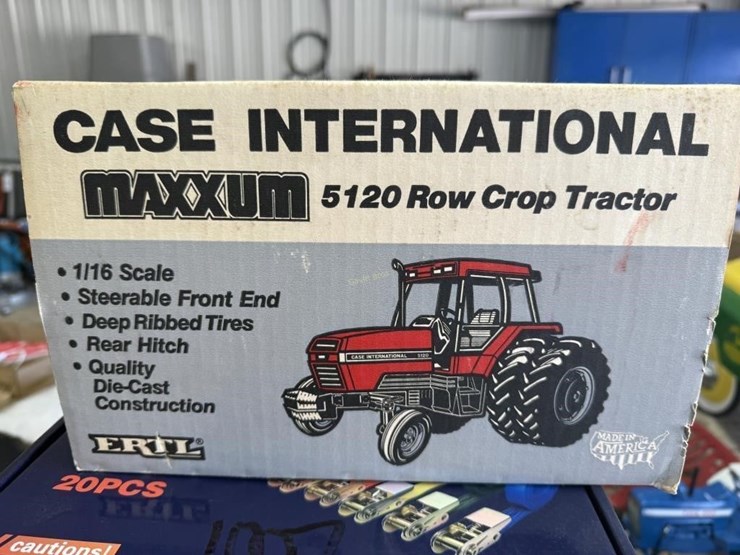 CASE INTERNATIONAL
MAXXUM 5120 Row Crop Tractor
• 1/16 Scale
• Steerable Front End
• Deep Ribbed Tires
• Rear Hitch
• Quality
Die-Cast
Construction
CASE INTERNATIONAL 5120
ERTL®
MADE IN
AMERICA
20PCS
cautions!